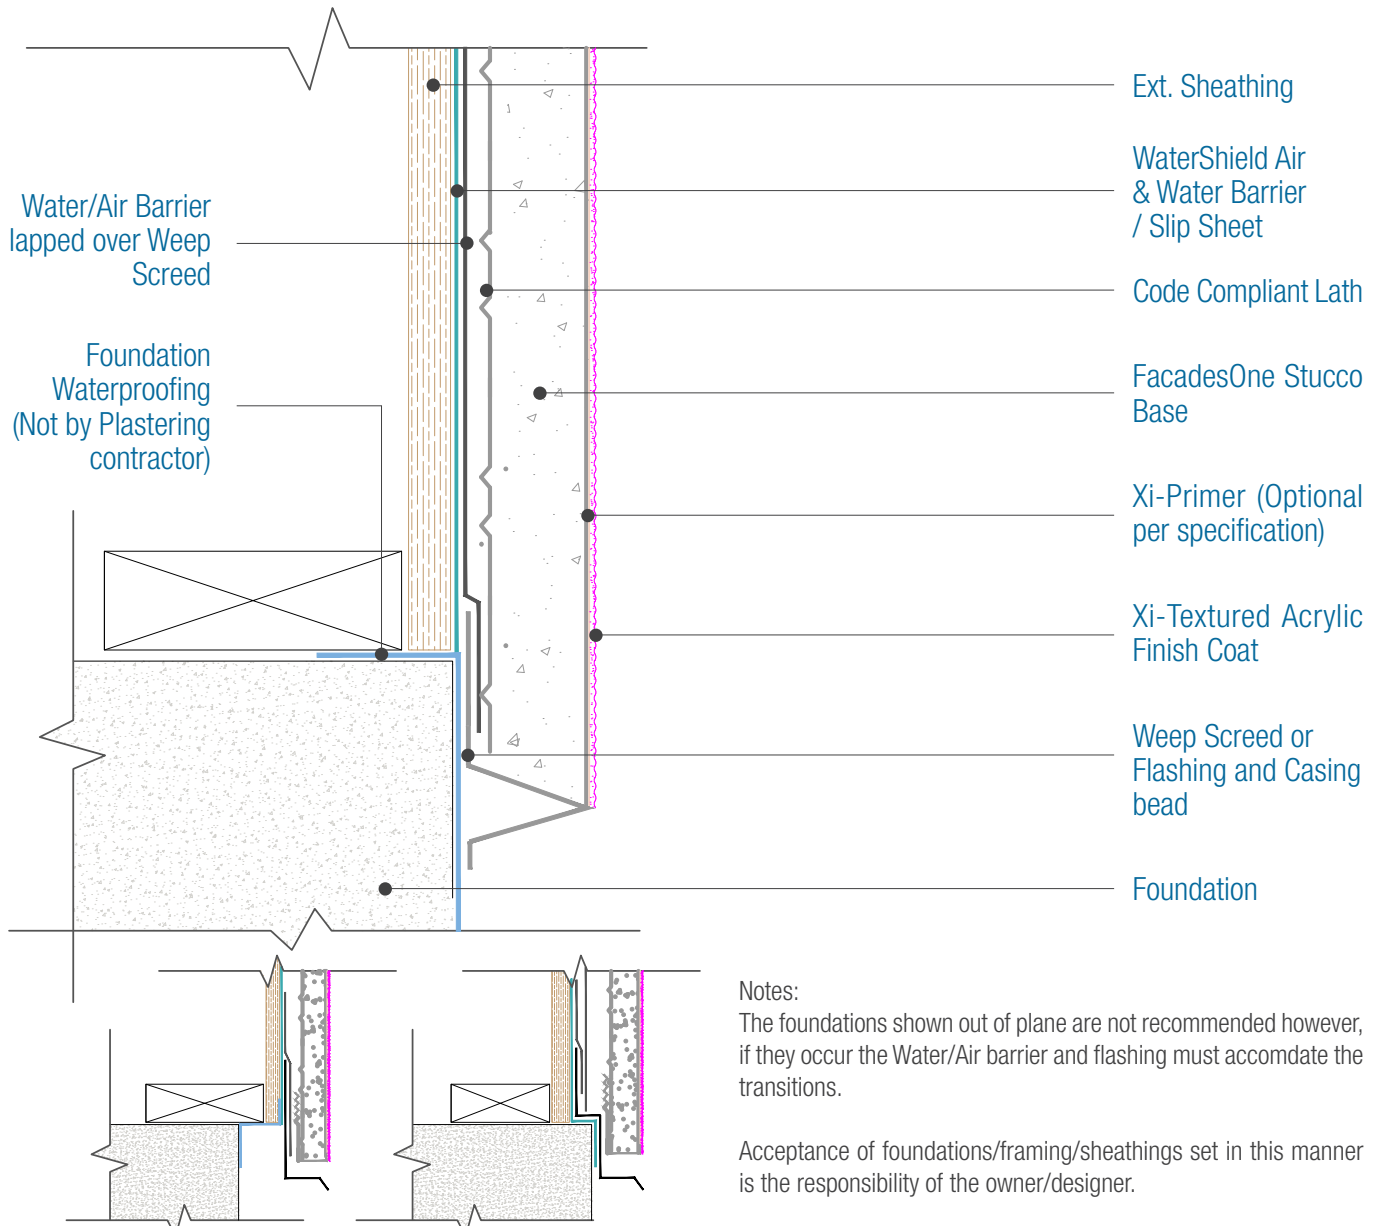 Water/Air Barrier
lapped over Weep
Screed
Foundation
Waterproofing
(Not by Plastering
contractor)
Ext. Sheathing
WaterShield Air
& Water Barrier
/ Slip Sheet
Code Compliant Lath
FacadesOne Stucco
Base
Xi-Primer (Optional
per specification)
Xi-Textured Acrylic
Finish Coat
Weep Screed or
Flashing and Casing
bead
Foundation
Notes:
The foundations shown out of plane are not recommended however,
if they occur the Water/Air barrier and flashing must accomdate the
transitions.
Acceptance of foundations/framing/sheathings set in this manner
is the responsibility of the owner/designer.